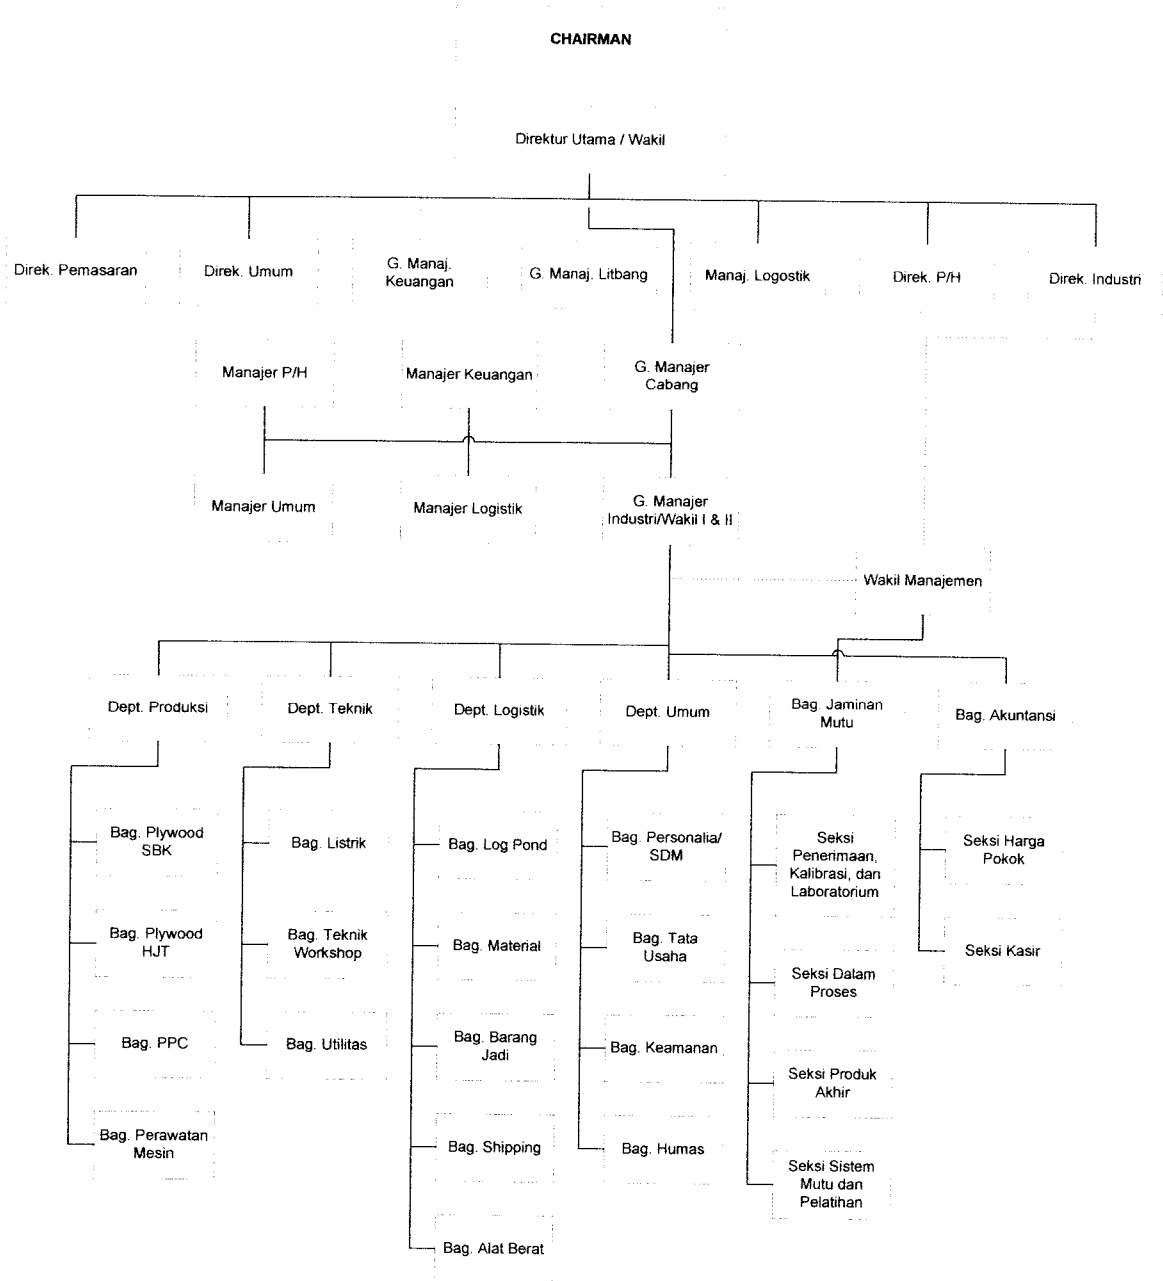 CHAIRMAN
Direktur Utama / Wakil
Direk. Pemasaran
Direk. Umum
G. Manaj.
Keuangan
G. Manaj. Litbang
Manaj. Logostik
Direk. P/H
Direk. Industri
Manajer P/H
Manajer Keuangan
G. Manajer
Cabang
Manajer Umum
Manajer Logistik
G. Manajer
Industri/Wakil I & II
Wakil Manajemen
Dept. Produksi
Dept. Teknik
Dept. Logistik
Dept. Umum
Bag. Jaminan
Mutu
Bag. Akuntansi
Bag. Plywood
SBK
Bag. Listrik
Bag. Log Pond
Bag. Personalia/
SDM
Seksi
Penerimaan,
Kalibrasi, dan
Laboratorium
Seksi Harga
Pokok
Bag. Plywood
HJT
Bag. Teknik
Workshop
Bag. Material
Bag. Tata
Usaha
Seksi Dalam
Proses
Seksi Kasir
Bag. PPC
Bag. Utilitas
Bag. Barang
Jadi
Bag. Keamanan
Seksi Produk
Akhir
Bag. Perawatan
Mesin
Bag. Shipping
Bag. Humas
Seksi Sistem
Mutu dan
Pelatihan
Bag. Alat Berat